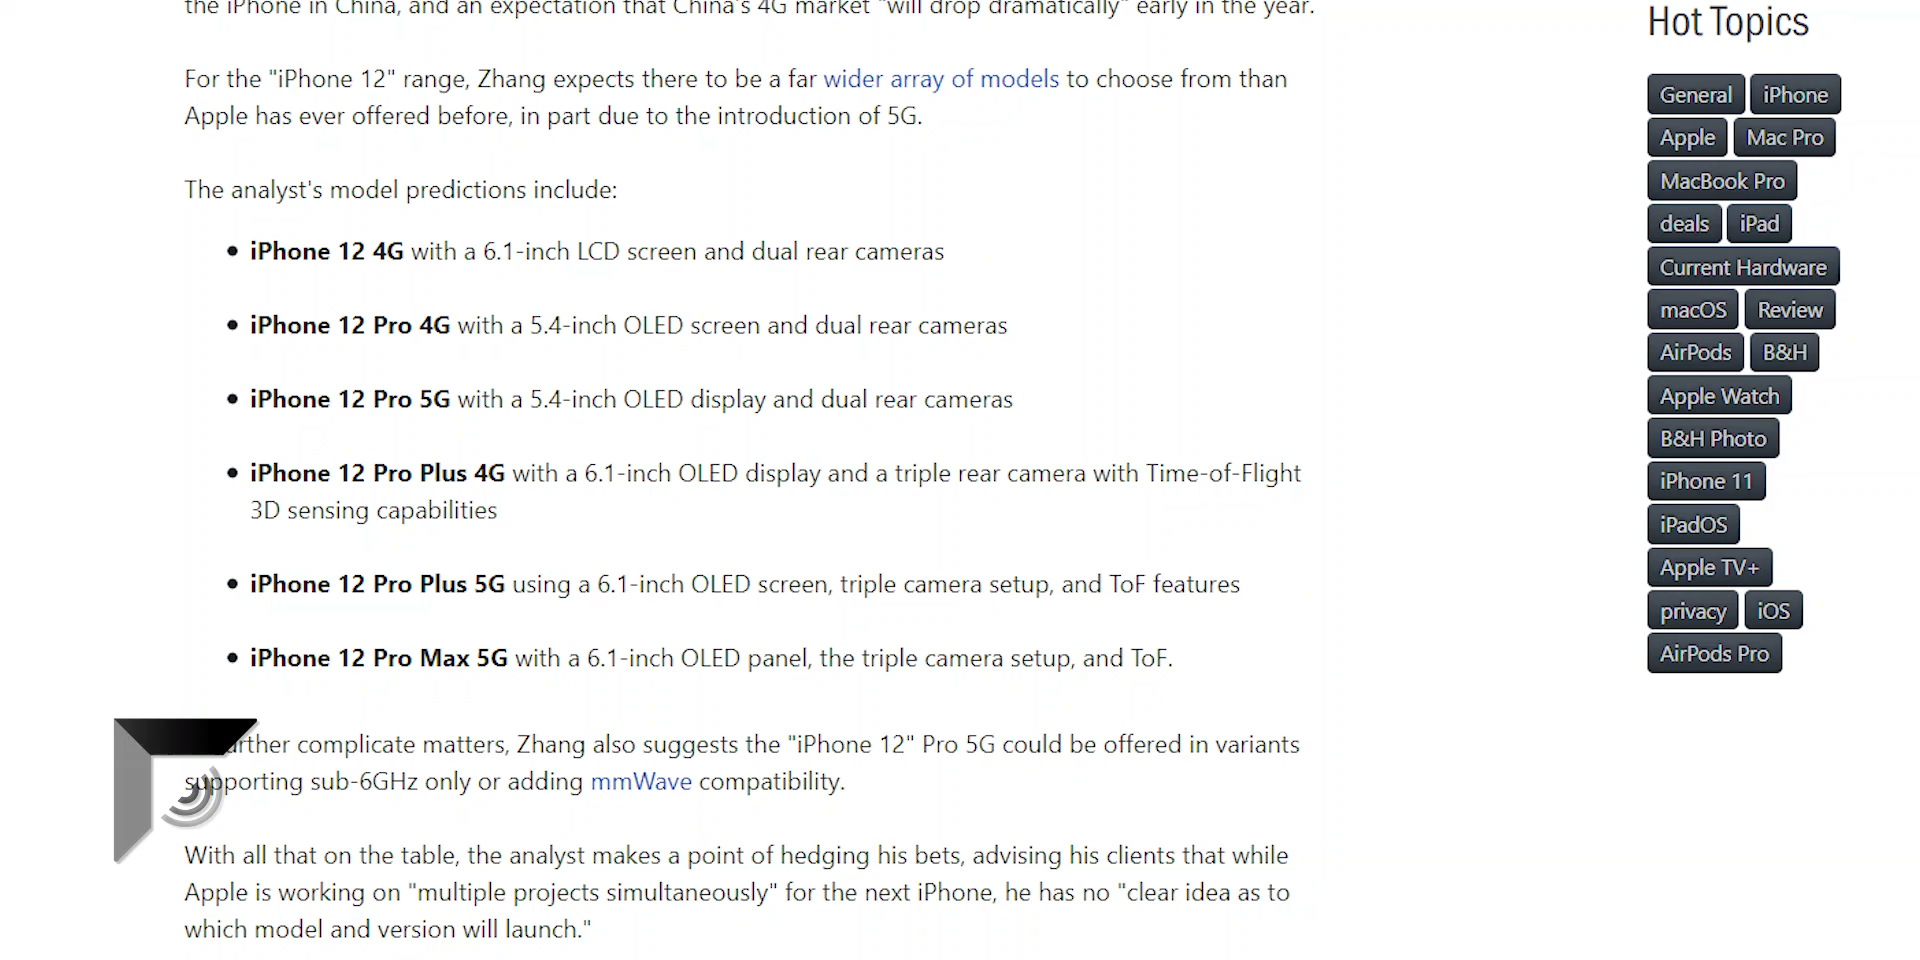 the iPhone in China, and an expectation that China's 4G market "will drop dramatically" early in the year.
For the "iPhone 12" range, Zhang expects there to be a far wider array of models to choose from than
Apple has ever offered before, in part due to the introduction of 5G.
The analyst's model predictions include:
• iPhone 12 4G with a 6.1-inch LCD screen and dual rear cameras
• iPhone 12 Pro 4G with a 5.4-inch OLED screen and dual rear cameras
• iPhone 12 Pro 5G with a 5.4-inch OLED display and dual rear cameras
• iPhone 12 Pro Plus 4G with a 6.1-inch OLED display and a triple rear camera with Time-of-Flight
3D sensing capabilities
• iPhone 12 Pro Plus 5G using a 6.1-inch OLED screen, triple camera setup, and ToF features
• iPhone 12 Pro Max 5G with a 6.1-inch OLED panel, the triple camera setup, and ToF.
complicate matters, Zhang also suggests the "iPhone 12" Pro 5G could be offered in variants
supporting sub-6GHz only or adding mmWave compatibility.
With all that on the table, the analyst makes a point of hedging his bets, advising his clients that while
Apple is working on "multiple projects simultaneously" for the next iPhone, he has no "clear idea as to
which model and version will launch."
Hot Topics
General iPhone
Apple Mac Pro
MacBook Pro
deals iPad
Current Hardware
macOS Review
AirPods B&H
Apple Watch
B&H Photo
iPhone 11
iPadOS
Apple TV+
privacy iOS
AirPods Pro